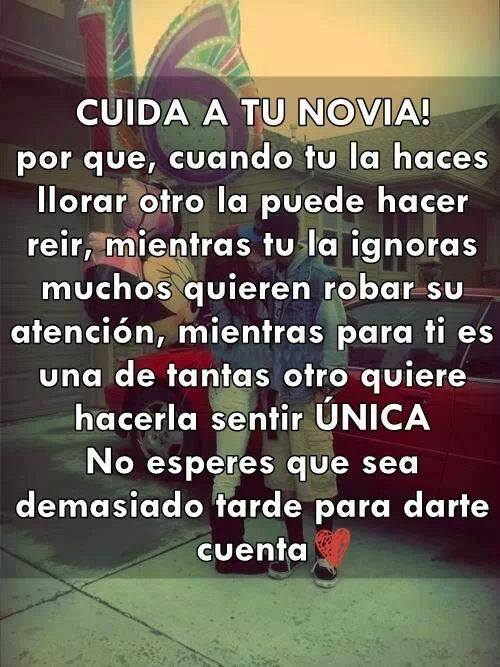 16
CUIDA A TU NOVIA!
por que, cuando tu la haces
llorar otro la puede hacer
reir, mientras tu la ignoras
muchos quieren robar su
atención, mientras para ti es
una de tantas otro quiere
hacerla sentir ÚNICA
No esperes que sea
demasiado tarde para darte
cuenta